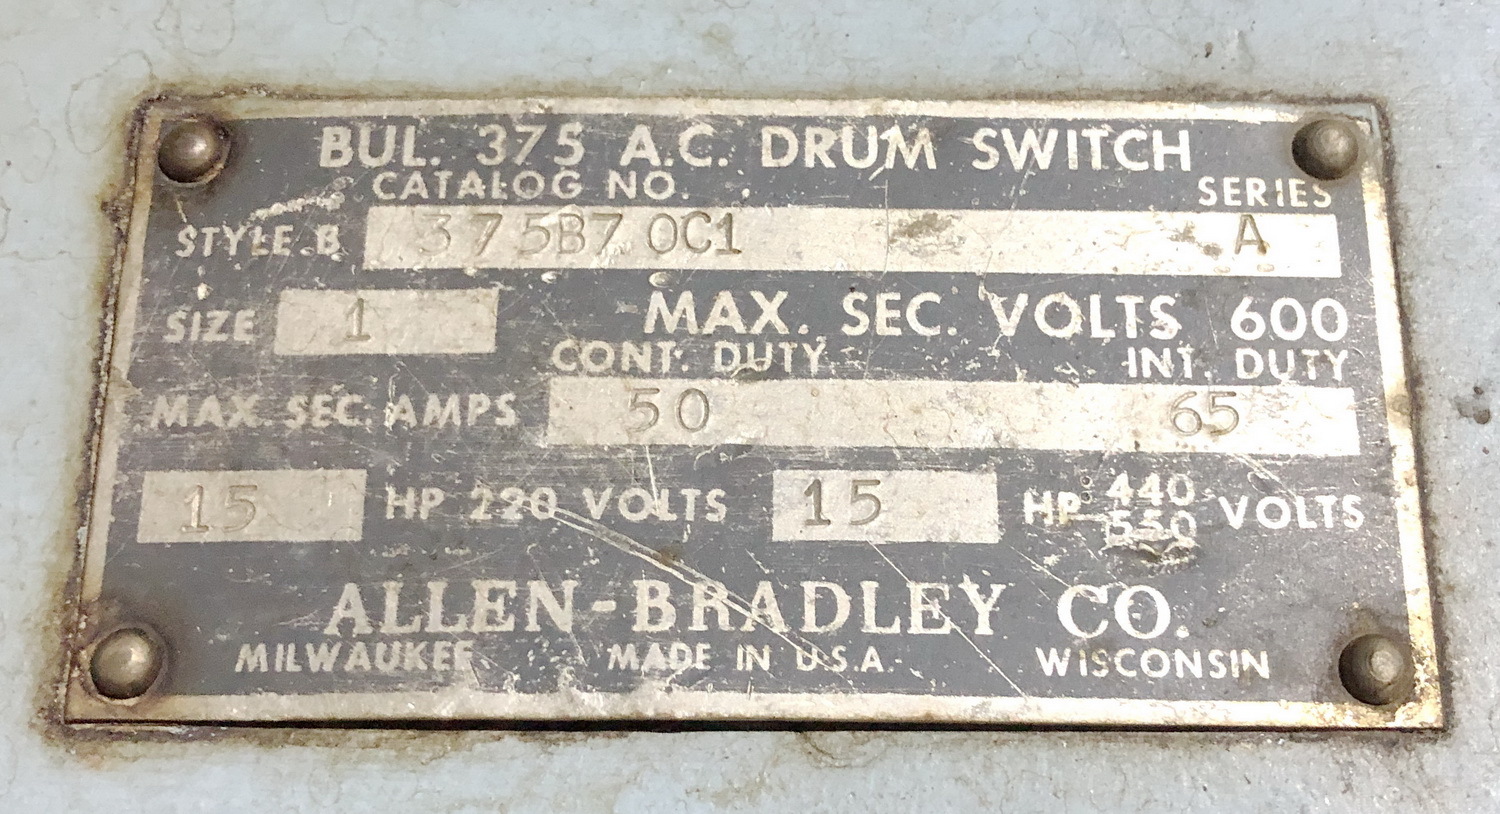 BUL. 375 A.C. DRUM SWITCH
CATALOG NO. SERIES
STYLE B 375B70C1 A
SIZE 1 MAX. SEC. VOLTS 600
CONT. DUTY INT. DUTY
MAX. SEC. AMPS 50 65
15 HP 220 VOLTS 15 HP 440 VOLTS
550
ALLEN-BRADLEY CO.
MILWAUKEE MADE IN U.S.A. WISCONSIN